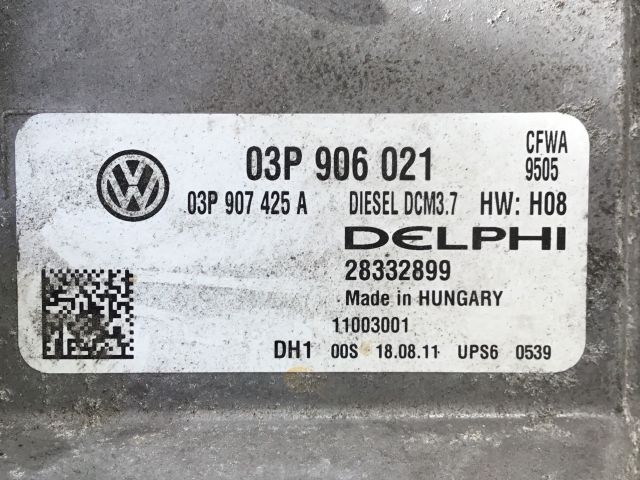 CFWA
03P 906 021 9505
03P 907 425 A DIESEL DCM3.7 HW: H08
DELPHI
28332899
Made in HUNGARY
11003001
DH1 00S 18.08.11 UPS6 0539